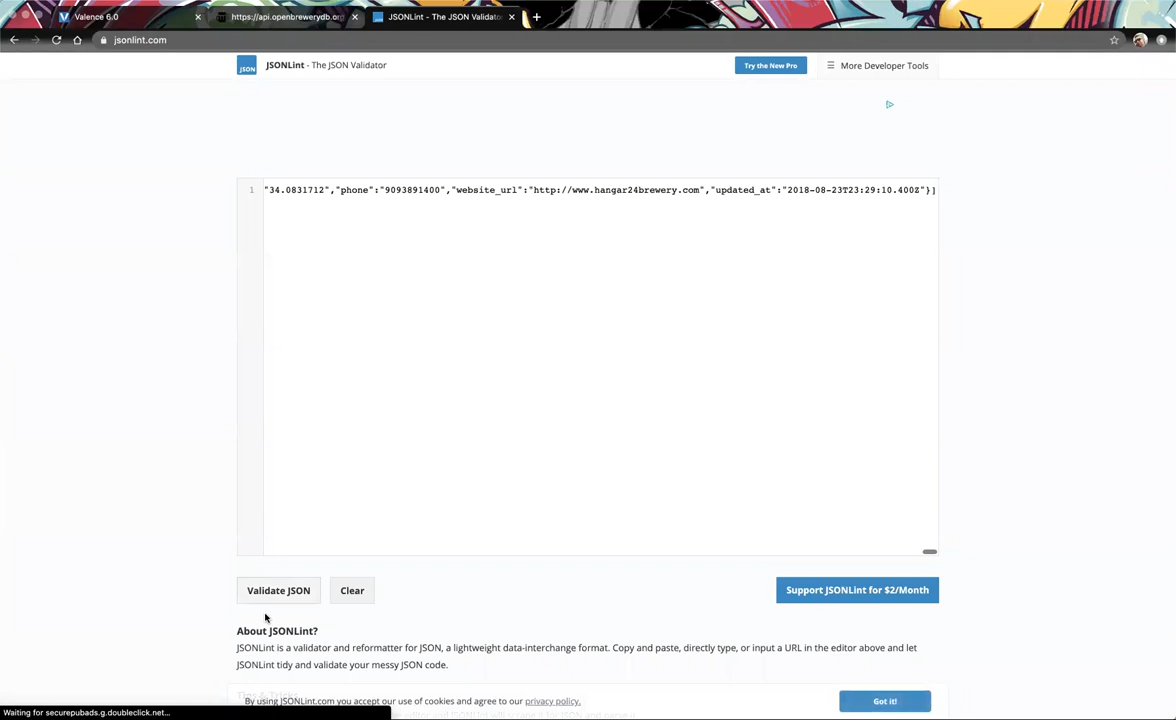 Valence 6.0
https://api.openbrewerydb.org
JSONLint - The JSON Validator
jsonlint.com
JSON
JSONLint - The JSON Validator
Try the New Pro
More Developer Tools
1
"34.0831712","phone":"9093891400","website_url":"http://www.hangar24brewery.com","updated_at":"2018-08-23T23:29:10.400Z"}]
Validate JSON
Clear
Support JSONLint for $2/Month
About JSONLint?
JSONLint is a validator and reformatter for JSON, a lightweight data-interchange format. Copy and paste, directly type, or input a URL in the editor above and let
JSONLint tidy and validate your messy JSON code.
Tips & Tricks
By using JSONLint.com you accept our use of cookies and agree to our privacy policy.
Got it!
Waiting for securepubads.g.doubleclick.net...